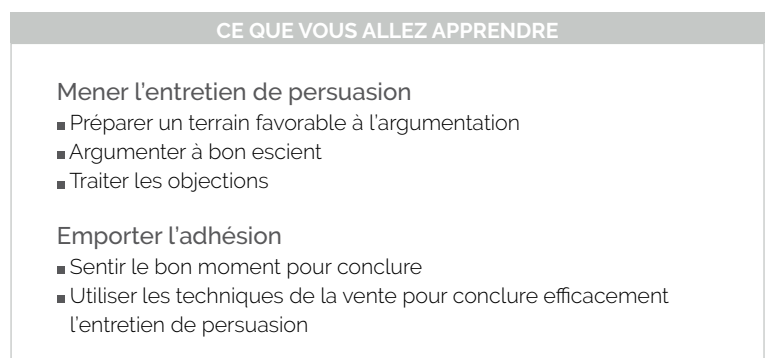 CE QUE VOUS ALLEZ APPRENDRE
Mener l’entretien de persuasion
■ Préparer un terrain favorable à l’argumentation
■ Argumenter à bon escient
■ Traiter les objections
Emporter l’adhésion
■ Sentir le bon moment pour conclure
■ Utiliser les techniques de la vente pour conclure efficacement
l’entretien de persuasion